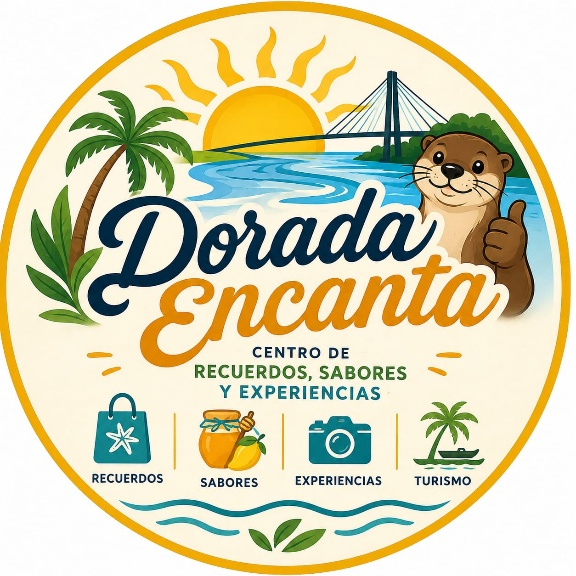 Dorada
Encanta
CENTRO DE
RECUERDOS, SABORES
Y EXPERIENCIAS
RECUERDOS
SABORES
EXPERIENCIAS
TURISMO